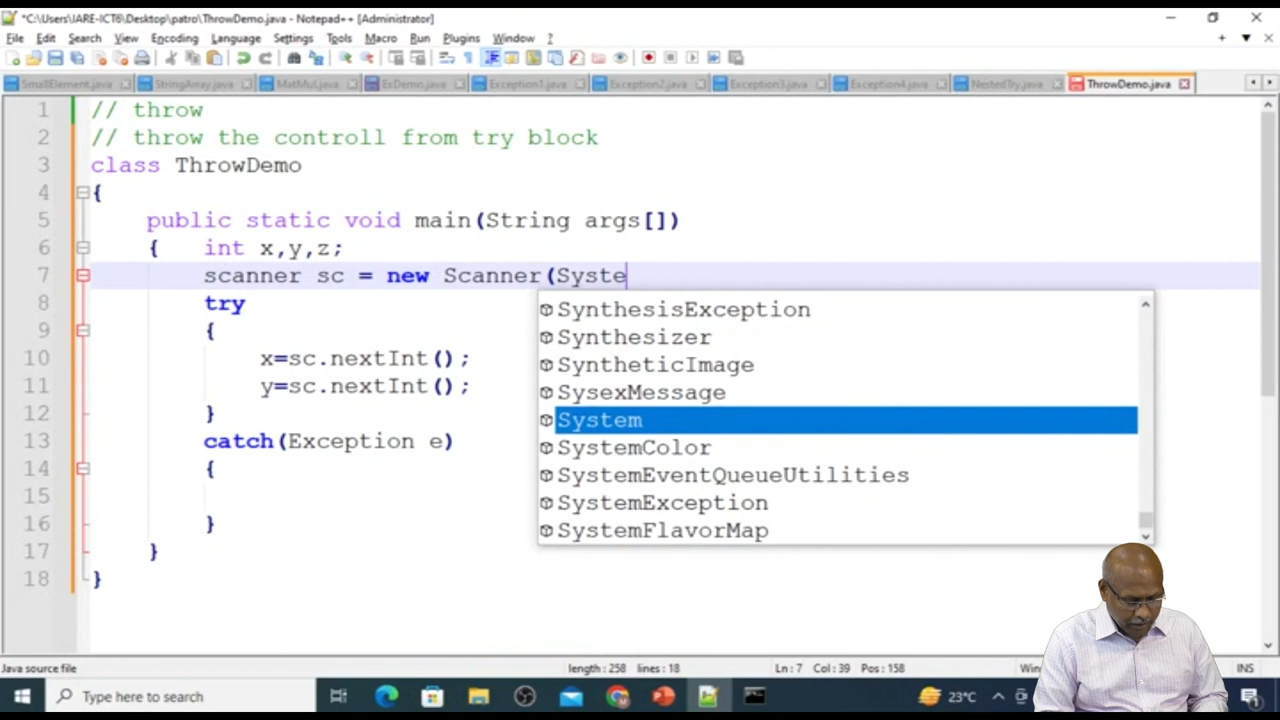 *C:\Users\IARE-ICT6\Desktop\patro\ThrowDemo.java - Notepad++ [Administrator]
File Edit Search View Encoding Language Settings Tools Macro Run Plugins Window ?
SmallElement.java StringArray.java MatMul.java ExDemo.java Exception1.java Exception2.java Exception3.java Exception4.java NestedTry.java ThrowDemo.java
1 // throw
2 // throw the controll from try block
3 class ThrowDemo
4 {
5 public static void main(String args[])
6 { int x,y,z;
7 scanner sc = new Scanner(Syste
8 try
9 {
10 x=sc.nextInt();
11 y=sc.nextInt();
12 }
13 catch(Exception e)
14 {
15
16 }
17 }
18 }
SynthesisException
Synthesizer
SyntheticImage
SysexMessage
System
SystemColor
SystemEventQueueUtilities
SystemException
SystemFlavorMap
Java source file length : 258 lines : 18 Ln : 7 Col : 39 Pos : 158 Win INS
Type here to search 23°C